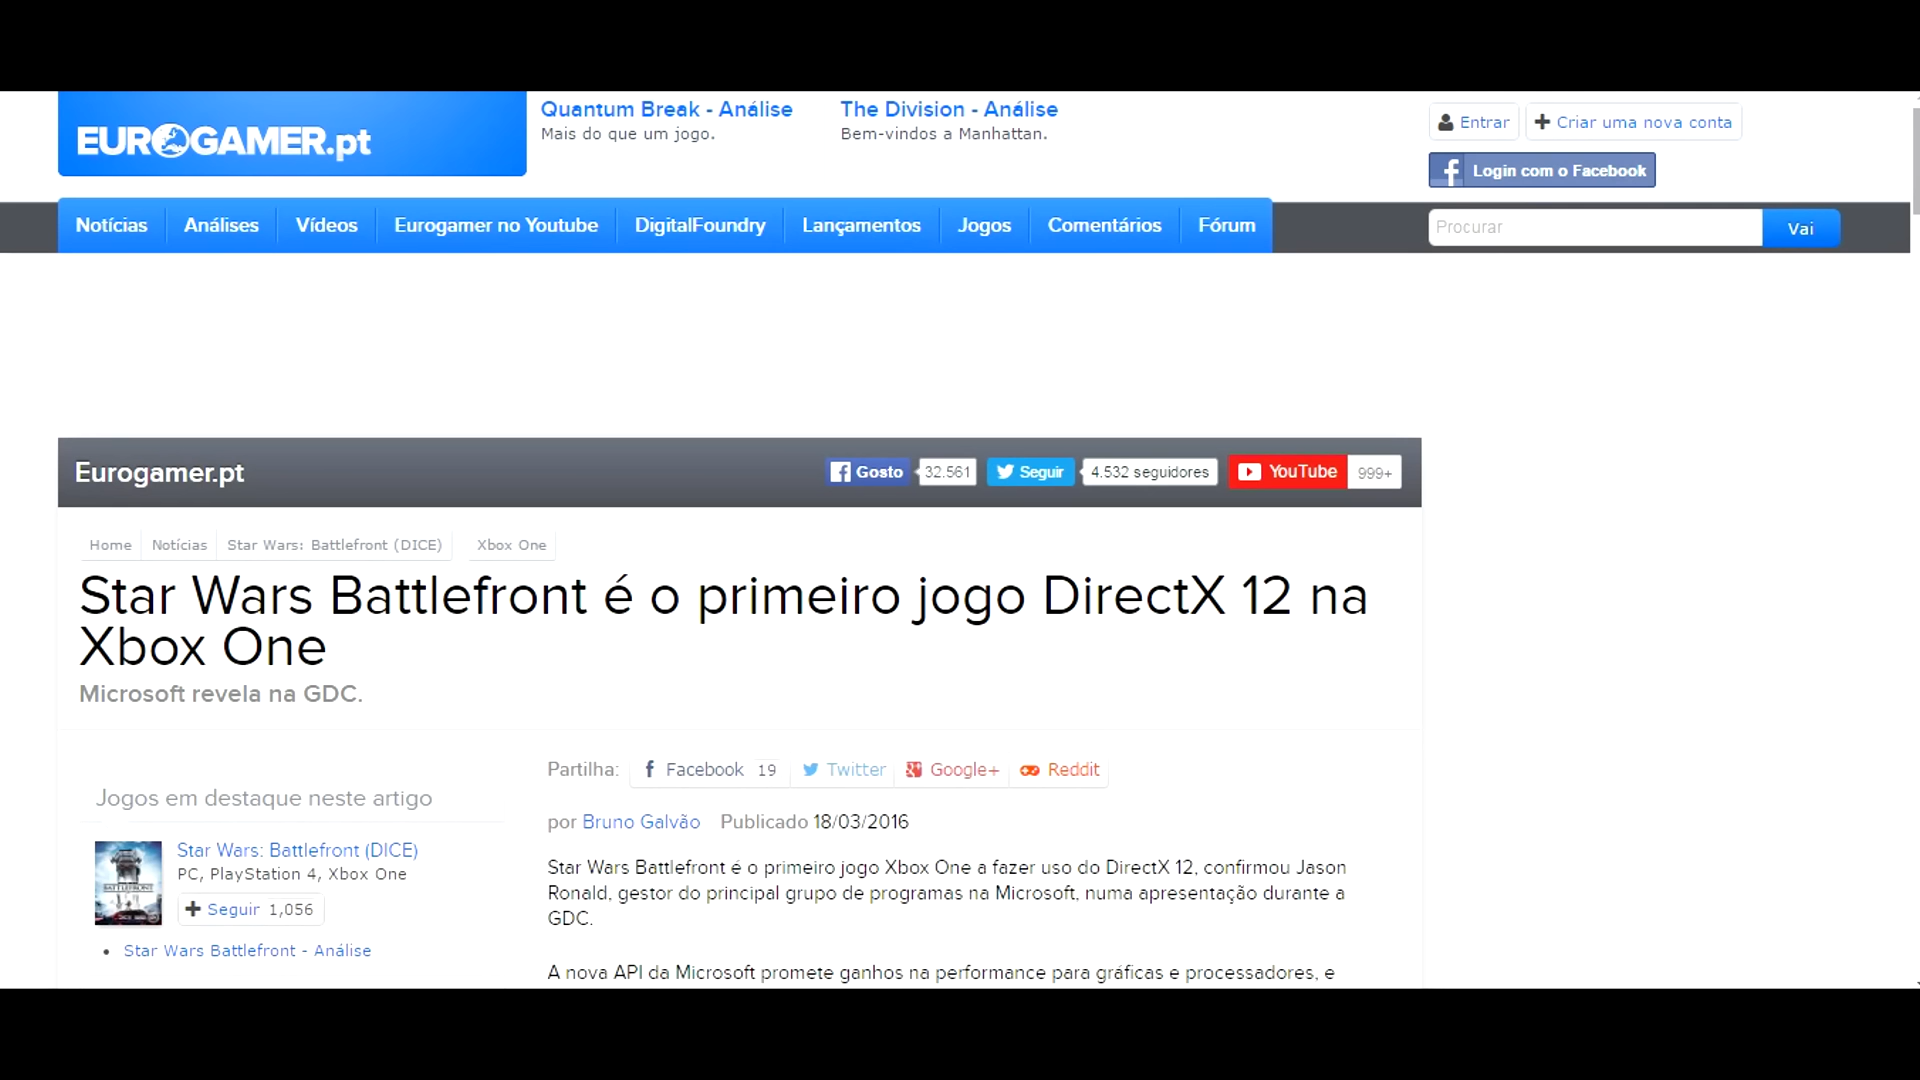 EUROGAMER.pt
Quantum Break - Análise
Mais do que um jogo.
The Division - Análise
Bem-vindos a Manhattan.
Entrar
Criar uma nova conta
Login com o Facebook
Notícias Análises Vídeos Eurogamer no Youtube DigitalFoundry Lançamentos Jogos Comentários Fórum
Procurar
Vai
Eurogamer.pt
Gosto 32.561 Seguir 4.532 seguidores YouTube 999+
Home Notícias Star Wars: Battlefront (DICE) Xbox One
Star Wars Battlefront é o primeiro jogo DirectX 12 na
Xbox One
Microsoft revela na GDC.
Jogos em destaque neste artigo
BATTLEFRONT
Star Wars: Battlefront (DICE)
PC, PlayStation 4, Xbox One
Seguir 1,056
• Star Wars Battlefront - Análise
Partilha: Facebook 19 Twitter Google+ Reddit
por Bruno Galvão Publicado 18/03/2016
Star Wars Battlefront é o primeiro jogo Xbox One a fazer uso do DirectX 12, confirmou Jason
Ronald, gestor do principal grupo de programas na Microsoft, numa apresentação durante a
GDC.
A nova API da Microsoft promete ganhos na performance para gráficas e processadores, e